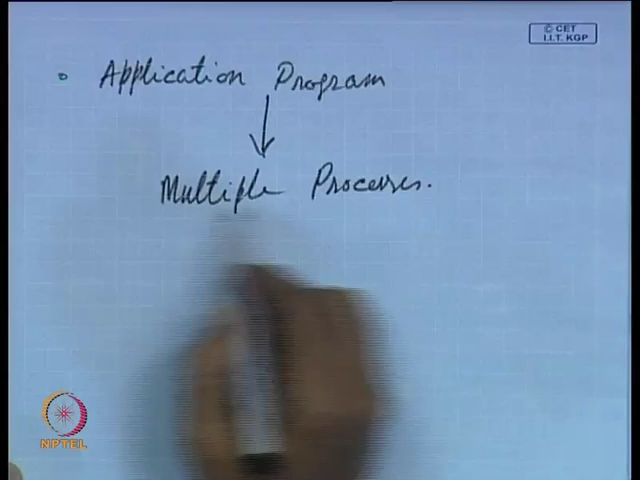 © CET
I.I.T. KGP
Application Program
Multiple Processes.
NPTEL